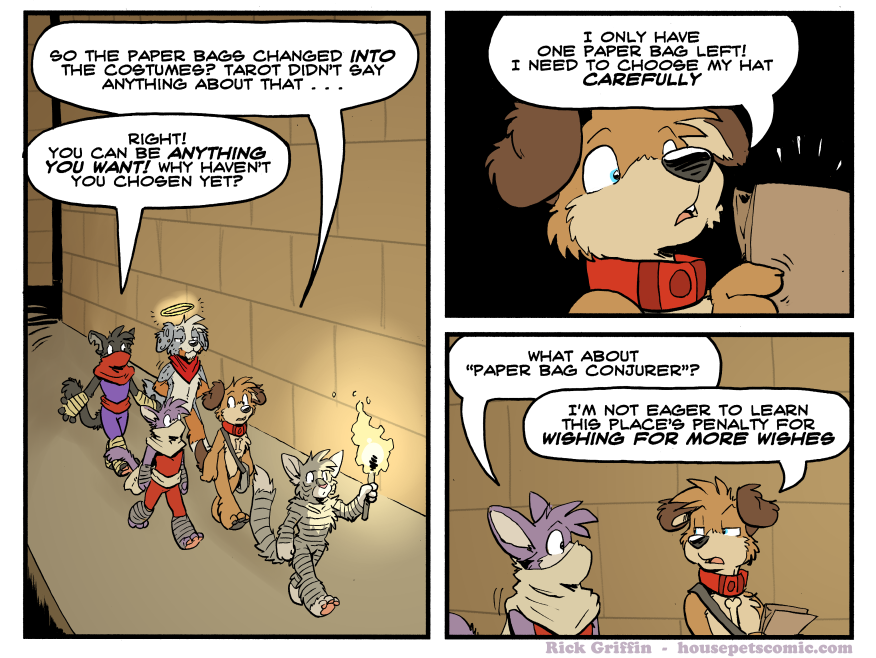 SO THE PAPER BAGS CHANGED INTO
THE COSTUMES? TAROT DIDN'T SAY
ANYTHING ABOUT THAT . . .
RIGHT!
YOU CAN BE ANYTHING
YOU WANT! WHY HAVEN'T
YOU CHOSEN YET?
I ONLY HAVE
ONE PAPER BAG LEFT!
I NEED TO CHOOSE MY HAT
CAREFULLY
WHAT ABOUT
"PAPER BAG CONJURER"?
I'M NOT EAGER TO LEARN
THIS PLACE'S PENALTY FOR
WISHING FOR MORE WISHES
Rick Griffin - housepetscomic.com